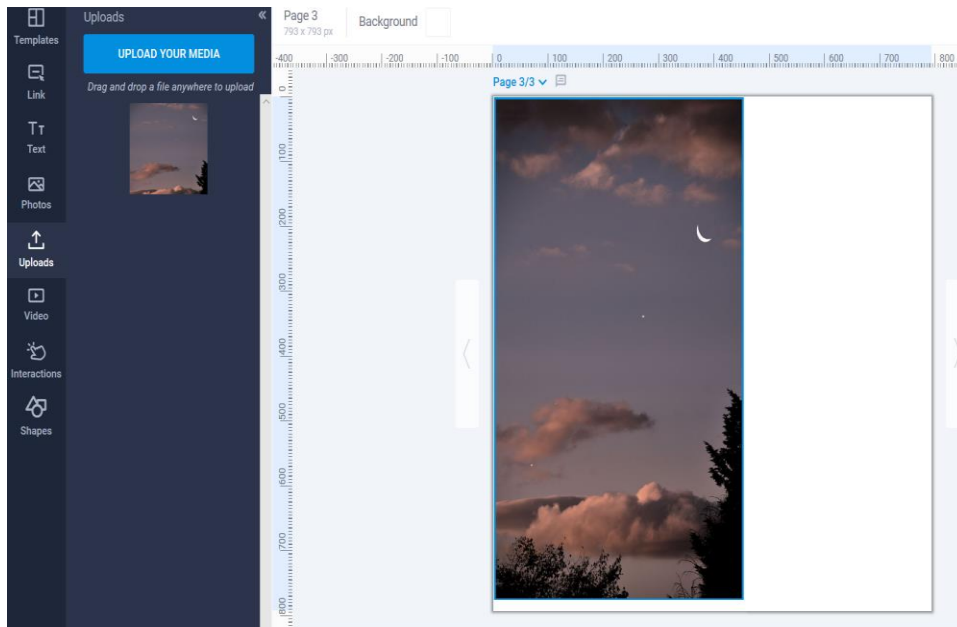 Templates
Link
Tт
Text
Photos
Uploads
Video
Interactions
Shapes
Uploads
«
UPLOAD YOUR MEDIA
Drag and drop a file anywhere to upload
Page 3
793 x 793 px
Background
-400 -300 -200 -100 0 100 200 300 400 500 600 700 800
Page 3/3
0
100
200
300
400
500
600
700
800